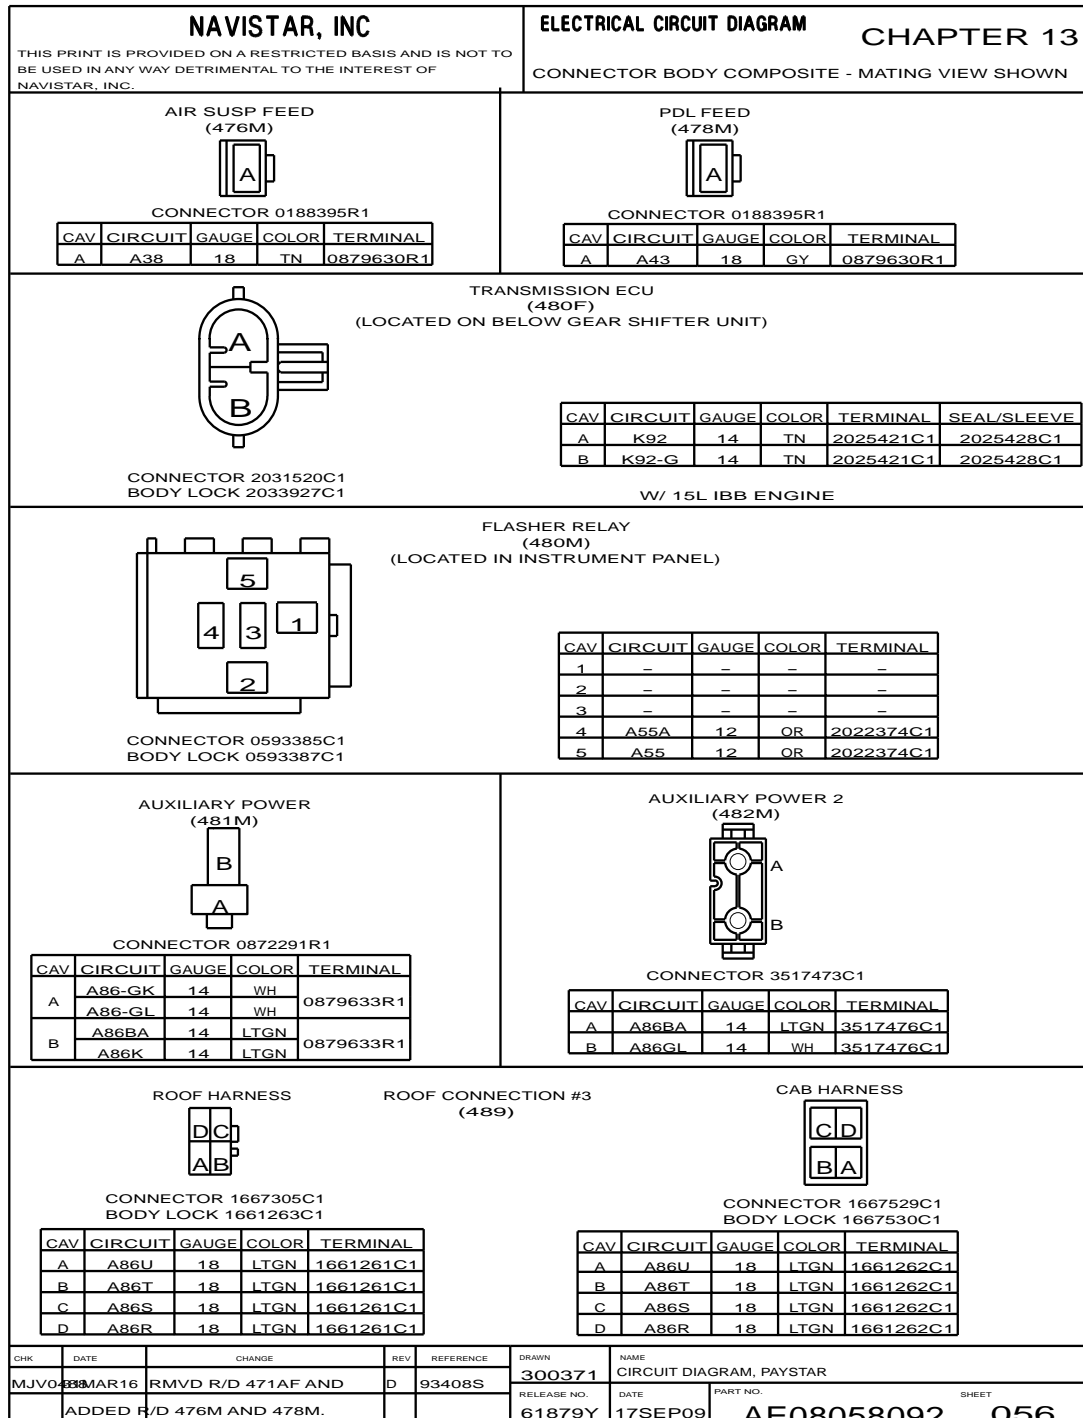 NAVISTAR, INC
THIS PRINT IS PROVIDED ON A RESTRICTED BASIS AND IS NOT TO
BE USED IN ANY WAY DETRIMENTAL TO THE INTEREST OF
NAVISTAR, INC.
ELECTRICAL CIRCUIT DIAGRAM
CHAPTER 13
CONNECTOR BODY COMPOSITE - MATING VIEW SHOWN
AIR SUSP FEED
(476M)
A
CONNECTOR 0188395R1
CAV CIRCUIT GAUGE COLOR TERMINAL
A A38 18 TN 0879630R1
PDL FEED
(478M)
A
CONNECTOR 0188395R1
CAV CIRCUIT GAUGE COLOR TERMINAL
A A43 18 GY 0879630R1
TRANSMISSION ECU
(480F)
(LOCATED ON BELOW GEAR SHIFTER UNIT)
A
B
CONNECTOR 2031520C1
BODY LOCK 2033927C1
CAV CIRCUIT GAUGE COLOR TERMINAL SEAL/SLEEVE
A K92 14 TN 2025421C1 2025428C1
B K92-G 14 TN 2025421C1 2025428C1
W/ 15L IBB ENGINE
FLASHER RELAY
(480M)
(LOCATED IN INSTRUMENT PANEL)
5
4 3 1
2
CONNECTOR 0593385C1
BODY LOCK 0593387C1
CAV CIRCUIT GAUGE COLOR TERMINAL
1 – – – –
2 – – – –
3 – – – –
4 A55A 12 OR 2022374C1
5 A55 12 OR 2022374C1
AUXILIARY POWER
(481M)
B
A
CONNECTOR 0872291R1
CAV CIRCUIT GAUGE COLOR TERMINAL
A A86-GK 14 WH 0879633R1
A86-GL 14 WH
B A86BA 14 LTGN 0879633R1
A86K 14 LTGN
AUXILIARY POWER 2
(482M)
A
B
CONNECTOR 3517473C1
CAV CIRCUIT GAUGE COLOR TERMINAL
A A86BA 14 LTGN 3517476C1
B A86GL 14 WH 3517476C1
ROOF CONNECTION #3
(489)
ROOF HARNESS
D C
A B
CONNECTOR 1667305C1
BODY LOCK 1661263C1
CAV CIRCUIT GAUGE COLOR TERMINAL
A A86U 18 LTGN 1661261C1
B A86T 18 LTGN 1661261C1
C A86S 18 LTGN 1661261C1
D A86R 18 LTGN 1661261C1
CAB HARNESS
C D
B A
CONNECTOR 1667529C1
BODY LOCK 1667530C1
CAV CIRCUIT GAUGE COLOR TERMINAL
A A86U 18 LTGN 1661262C1
B A86T 18 LTGN 1661262C1
C A86S 18 LTGN 1661262C1
D A86R 18 LTGN 1661262C1
CHK DATE CHANGE REV REFERENCE
RMVD R/D 471AF AND D 93408S
ADDED R/D 476M AND 478M.
DRAWN
300371
NAME
CIRCUIT DIAGRAM, PAYSTAR
RELEASE NO.
61879Y
DATE
17SEP09
PART NO.
AE08058092
SHEET
056